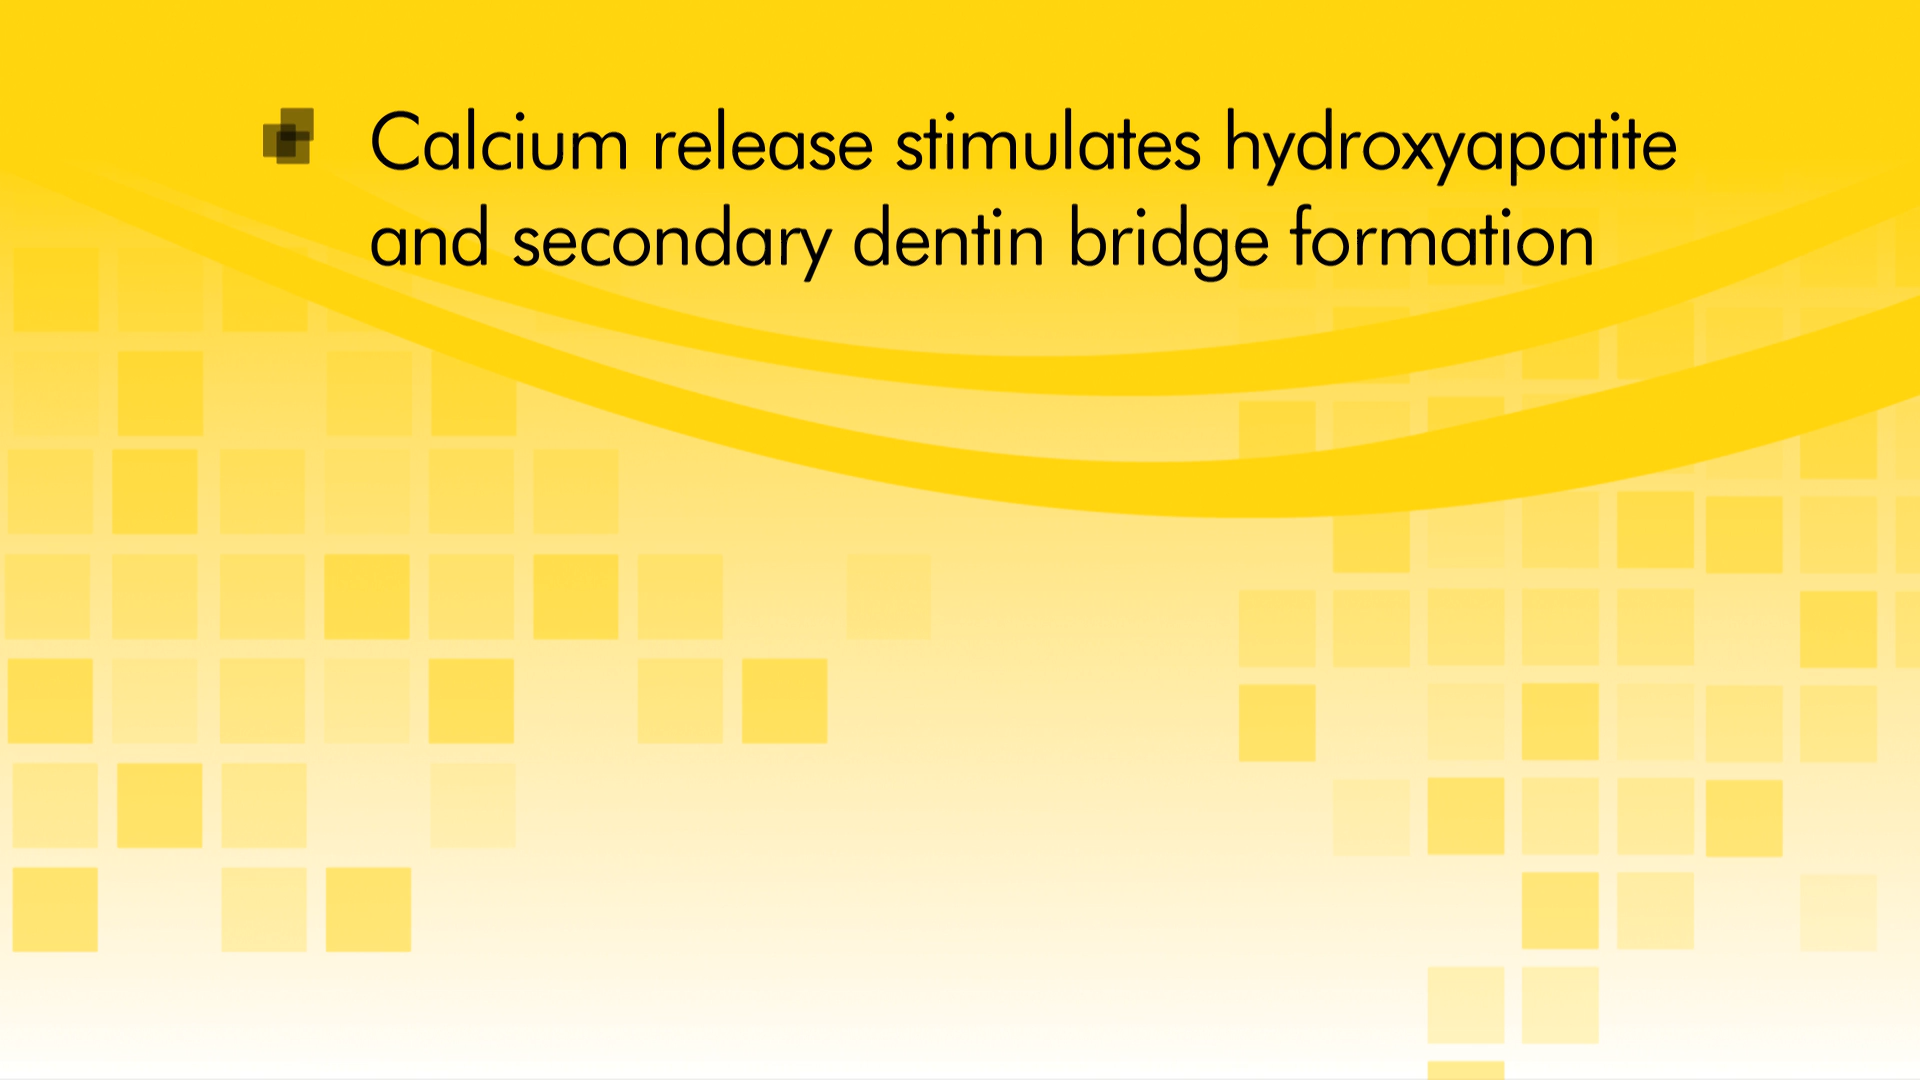 Calcium release stimulates hydroxyapatite
and secondary dentin bridge formation